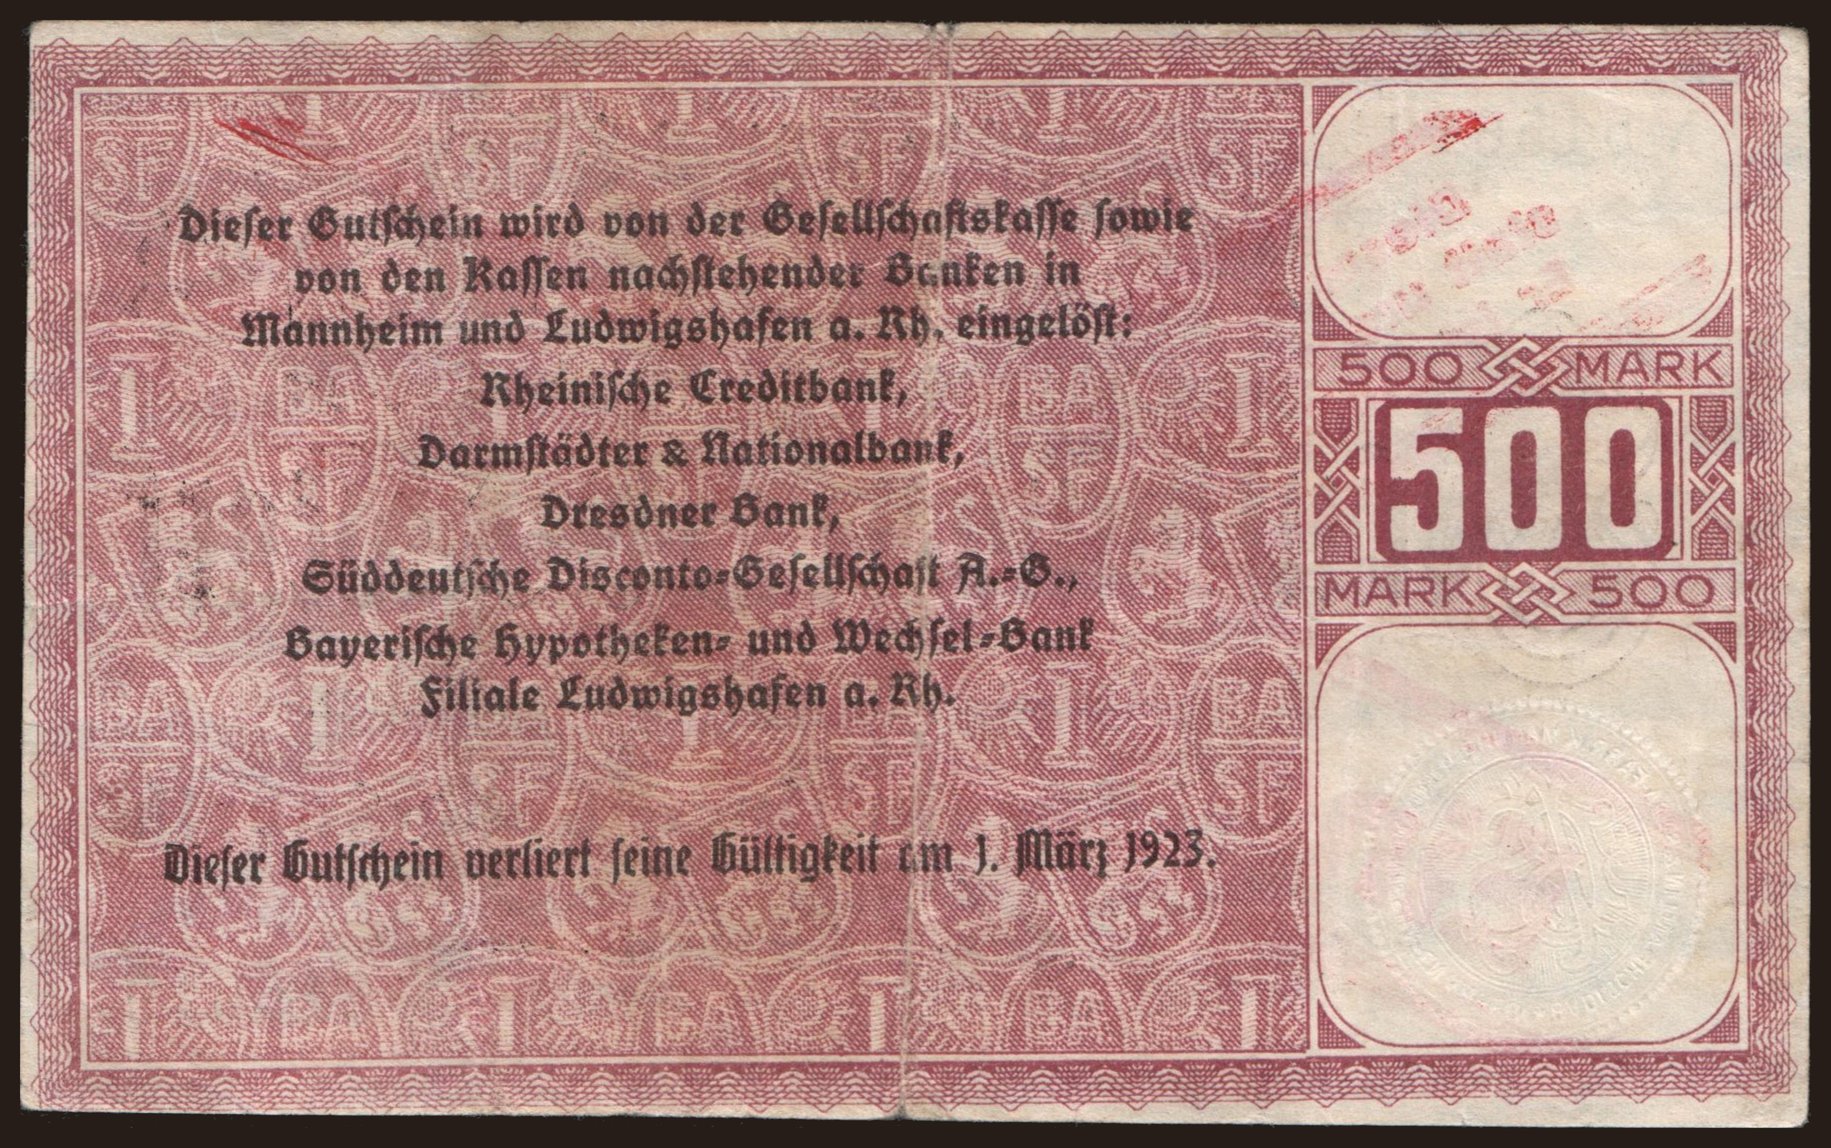 Dieser Gutschein wird von der Gesellschaftskasse sowie
von den Kassen nachstehender Banken in
Mannheim und Ludwigshafen a. Rh. eingelöst:
Rheinische Creditbank,
Darmstädter & Nationalbank,
Dresdner Bank,
Süddeutsche Disconto-Gesellschaft A.-G.,
Bayerische Hypotheken- und Wechsel-Bank
Filiale Ludwigshafen a. Rh.
Dieser Gutschein verliert seine Gültigkeit am 1. März 1923.
500 MARK
500
MARK 500
BA
SF